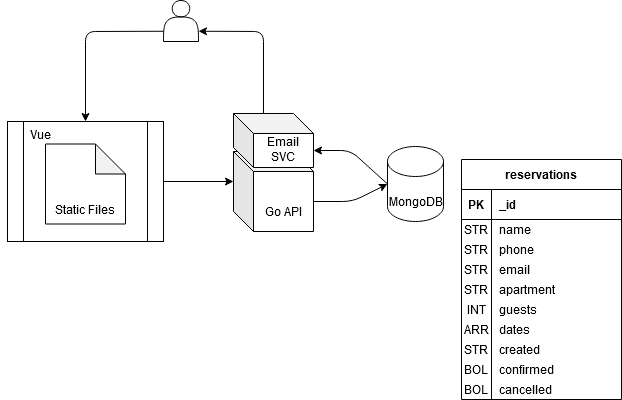 Vue
Static Files
Email
SVC
Go API
MongoDB
reservations
PK _id
STR name
STR phone
STR email
STR apartment
INT guests
ARR dates
STR created
BOL confirmed
BOL cancelled